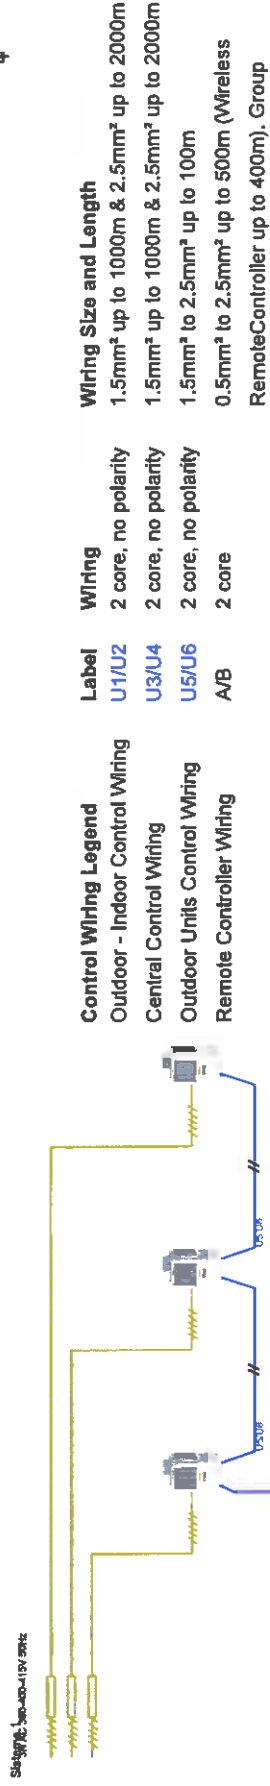 Control Wiring Legend Label Wiring Wiring Size and Length
Outdoor - Indoor Control Wiring U1/U2 2 core, no polarity 1.5mm² up to 1000m & 2.5mm² up to 2000m
Central Control Wiring U3/U4 2 core, no polarity 1.5mm² up to 1000m & 2.5mm² up to 2000m
Outdoor Units Control Wiring U5/U6 2 core, no polarity 1.5mm² to 2.5mm² up to 100m
Remote Controller Wiring A/B 2 core 0.5mm² to 2.5mm² up to 500m (Wireless
RemoteController up to 400m). Group
U5 U6
U5 U6